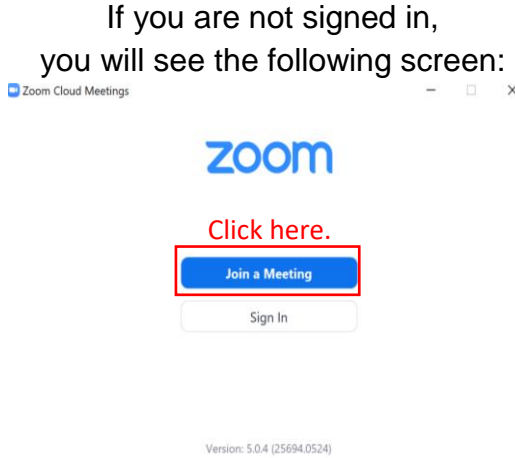 If you are not signed in,
you will see the following screen:
Zoom Cloud Meetings
zoom
Click here.
Join a Meeting
Sign In
Version: 5.0.4 (25694.0524)